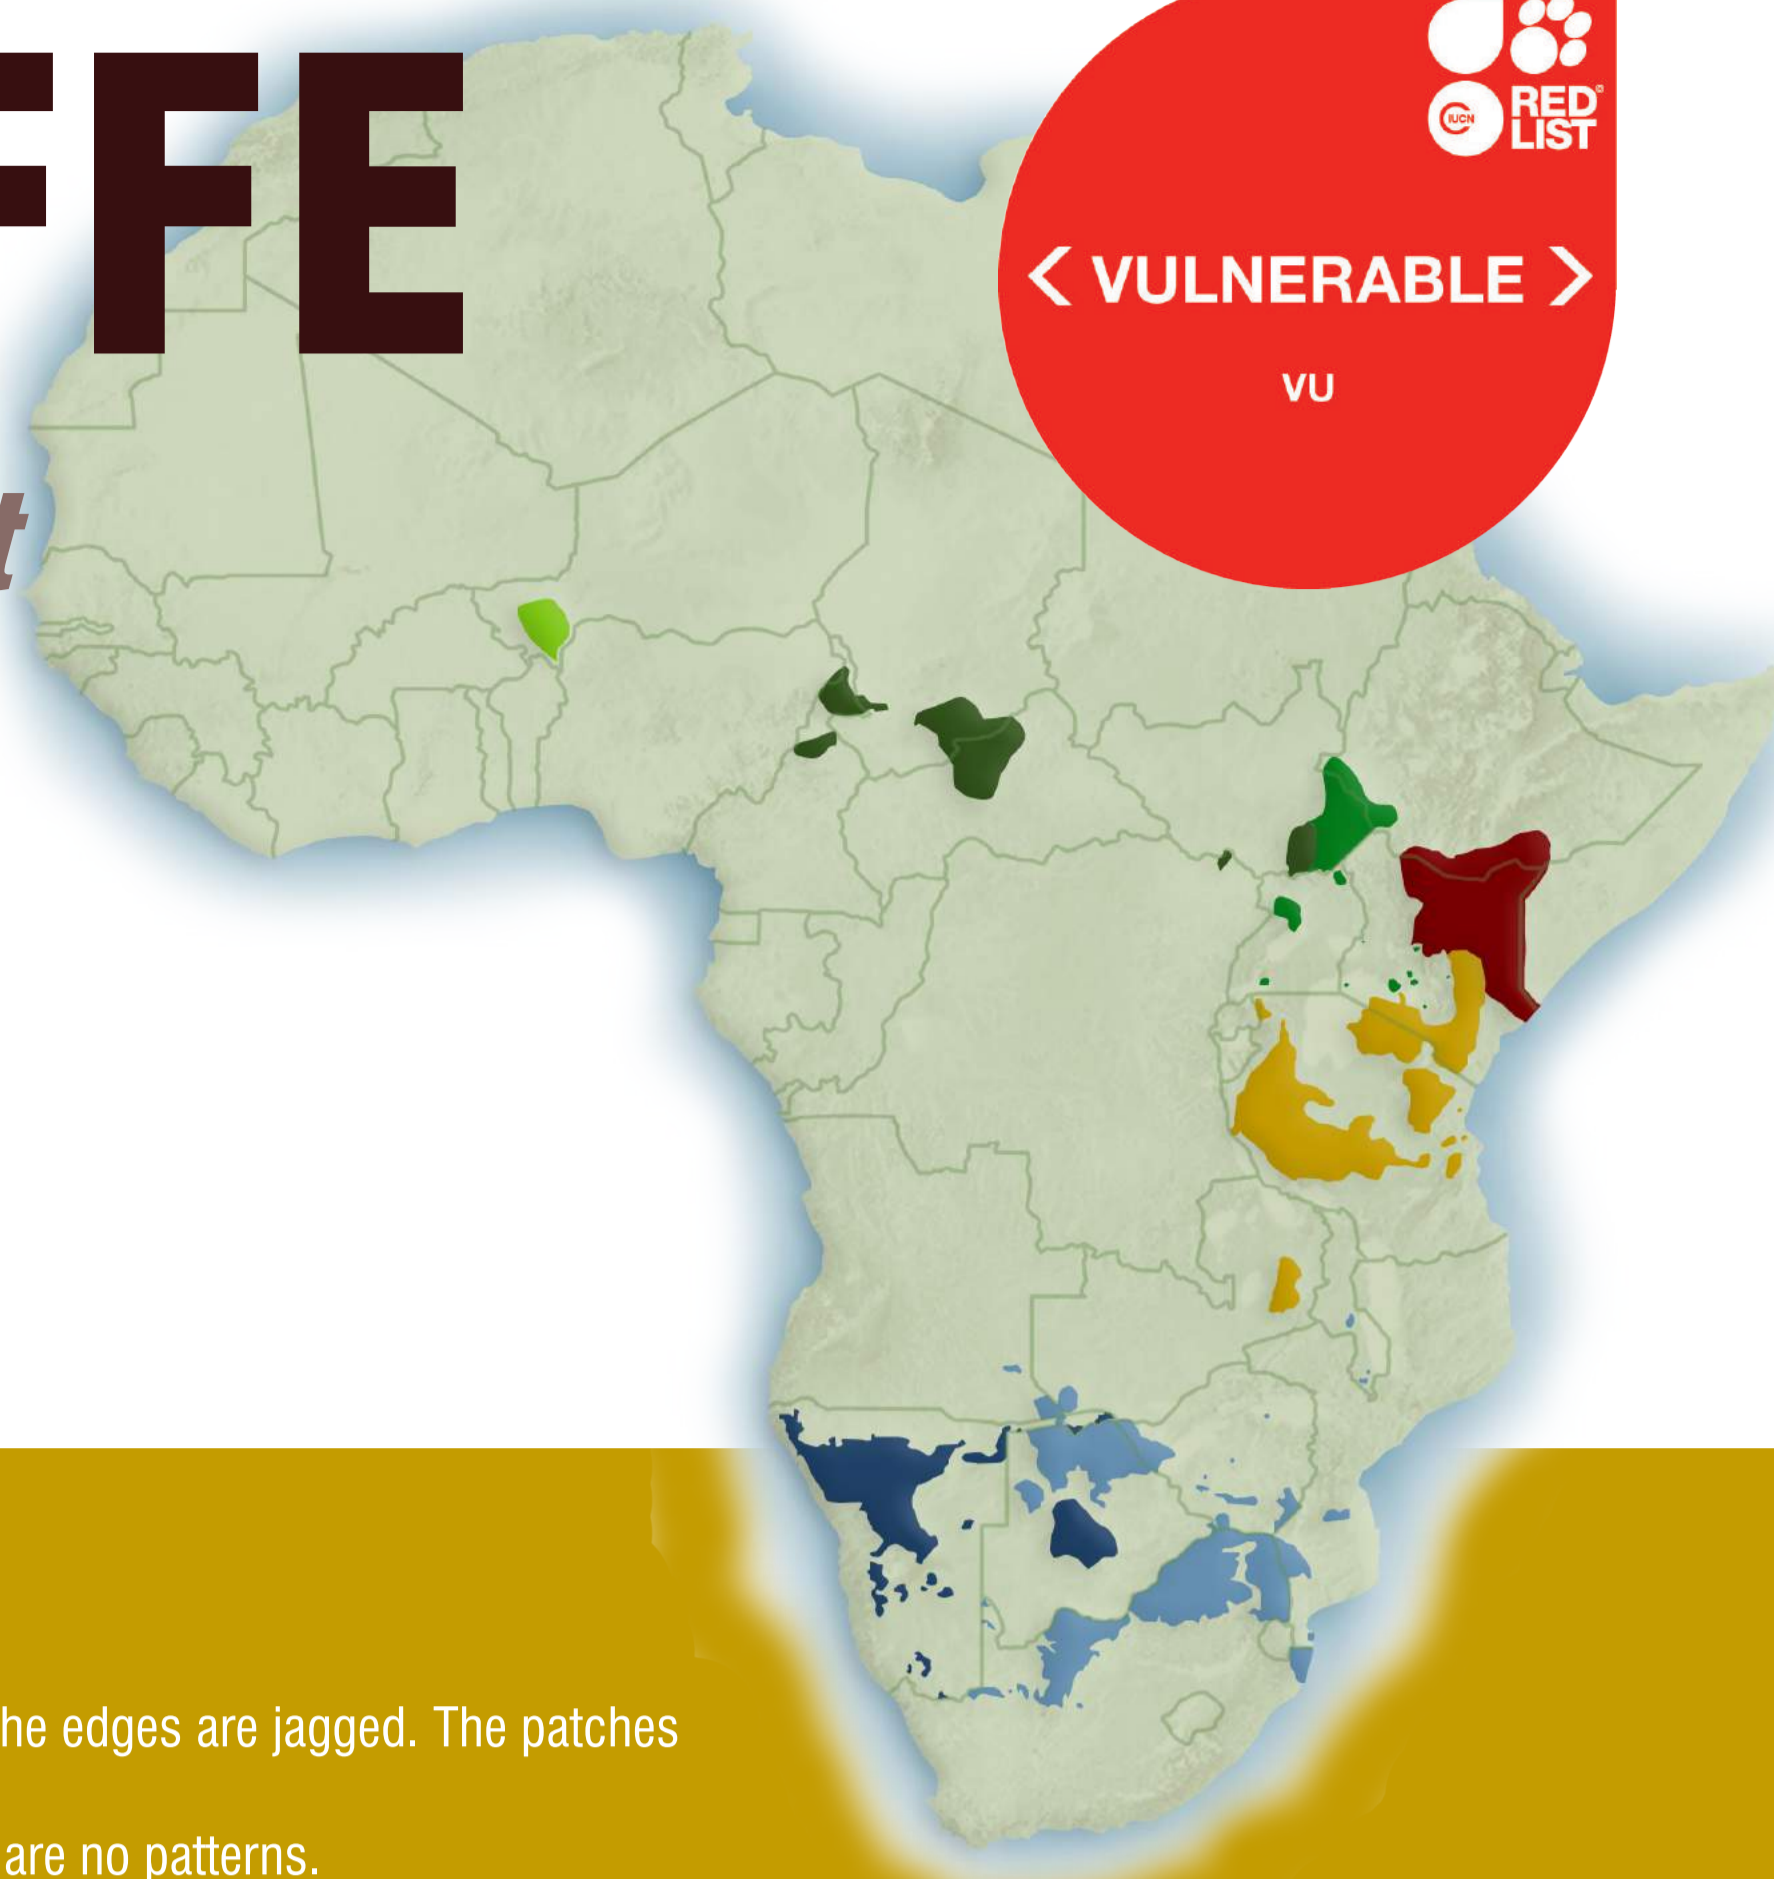 FFE
t
IUCN
RED
LIST
< VULNERABLE >
VU
he edges are jagged. The patches
are no patterns.